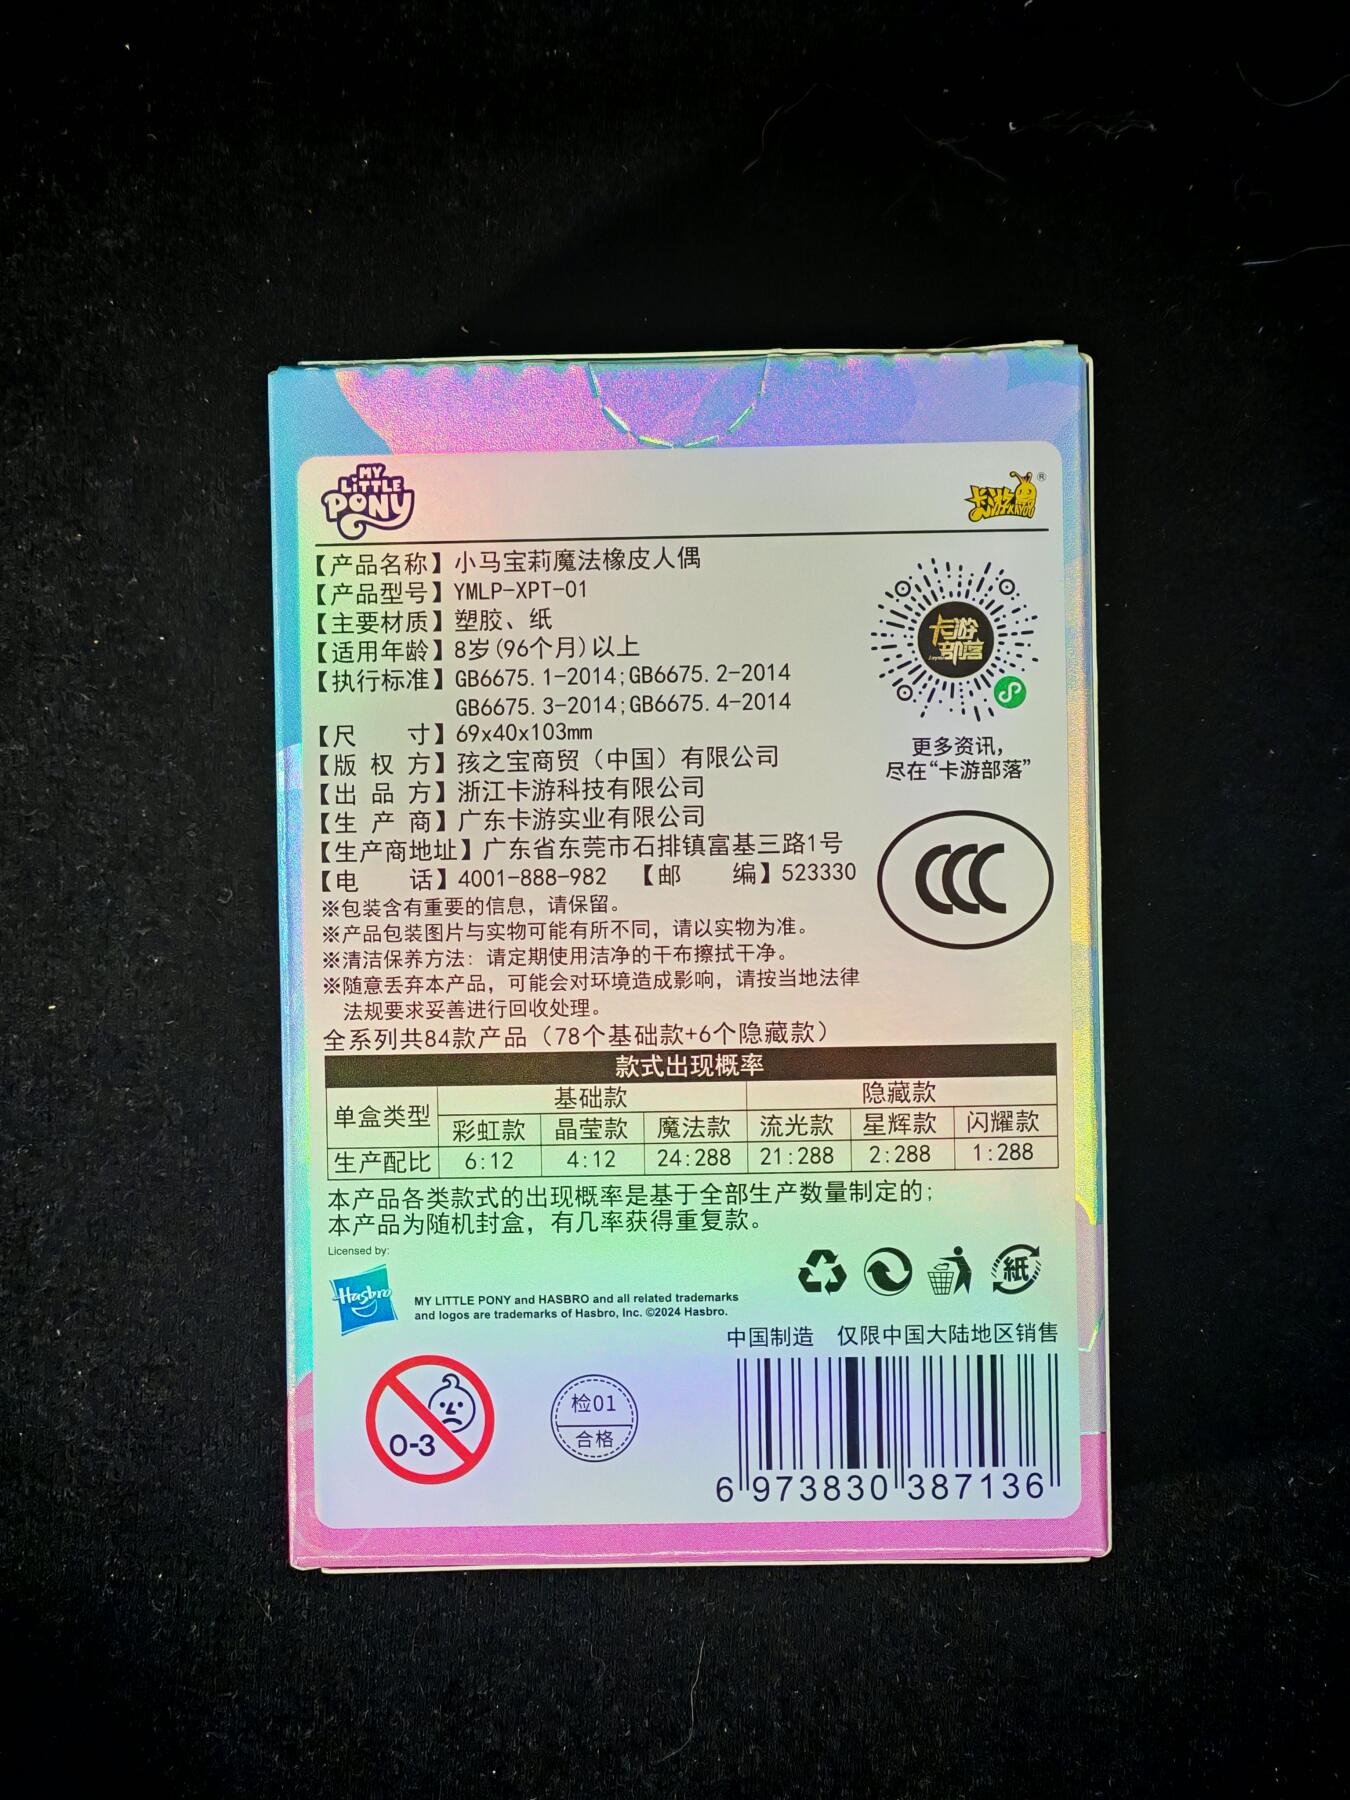 MY
LITTLE
PONY
卡游
KAYOU
®
【产品名称】小马宝莉魔法橡皮人偶
【产品型号】YMLP-XPT-01
【主要材质】塑胶、纸
【适用年龄】8岁(96个月)以上
【执行标准】GB6675.1-2014;GB6675.2-2014
GB6675.3-2014;GB6675.4-2014
【尺 寸】69x40x103mm
【版 权 方】孩之宝商贸（中国）有限公司
【出 品 方】浙江卡游科技有限公司
【生 产 商】广东卡游实业有限公司
【生产商地址】广东省东莞市石排镇富基三路1号
【电 话】4001-888-982 【邮 编】523330
卡游
部落
更多资讯，
尽在“卡游部落”
CCC
※包装含有重要的信息，请保留。
※产品包装图片与实物可能有所不同，请以实物为准。
※清洁保养方法：请定期使用洁净的干布擦拭干净。
※随意丢弃本产品，可能会对环境造成影响，请按当地法律
法规要求妥善进行回收处理。
全系列共84款产品（78个基础款+6个隐藏款）
款式出现概率
单盒类型 基础款 隐藏款
彩虹款 晶莹款 魔法款 流光款 星辉款 闪耀款
生产配比 6:12 4:12 24:288 21:288 2:288 1:288
本产品各类款式的出现概率是基于全部生产数量制定的；
本产品为随机封盒，有几率获得重复款。
Licensed by:
Hasbro
MY LITTLE PONY and HASBRO and all related trademarks
and logos are trademarks of Hasbro, Inc. ©2024 Hasbro.
紙
中国制造 仅限中国大陆地区销售
0-3
检01
合格
6 973830 387136